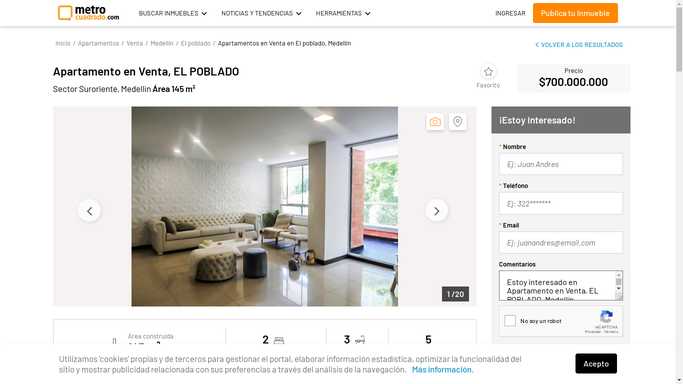 metro
cuadrado.com
BUSCAR INMUEBLES
NOTICIAS Y TENDENCIAS
HERRAMIENTAS
INGRESAR
Publica tu inmueble
Inicio / Apartamentos / Venta / Medellín / El poblado / Apartamentos en Venta en El poblado, Medellín
VOLVER A LOS RESULTADOS
Apartamento en Venta, EL POBLADO
Sector Suroriente, Medellín Área 145 m²
Favorito
Precio
$700.000.000
1 / 20
¡Estoy Interesado!
* Nombre
Ej: Juan Andres
* Teléfono
Ej: 322*******
* Email
Ej: juanandres@email.com
Comentarios
Estoy interesado en
Apartamento en Venta, EL
POBLADO, Medellín
No soy un robot
reCAPTCHA
Privacidad - Términos
Área construida
2
3
5
Utilizamos 'cookies' propias y de terceros para gestionar el portal, elaborar información estadística, optimizar la funcionalidad del
sitio y mostrar publicidad relacionada con sus preferencias a través del análisis de la navegación. Más información.
Acepto